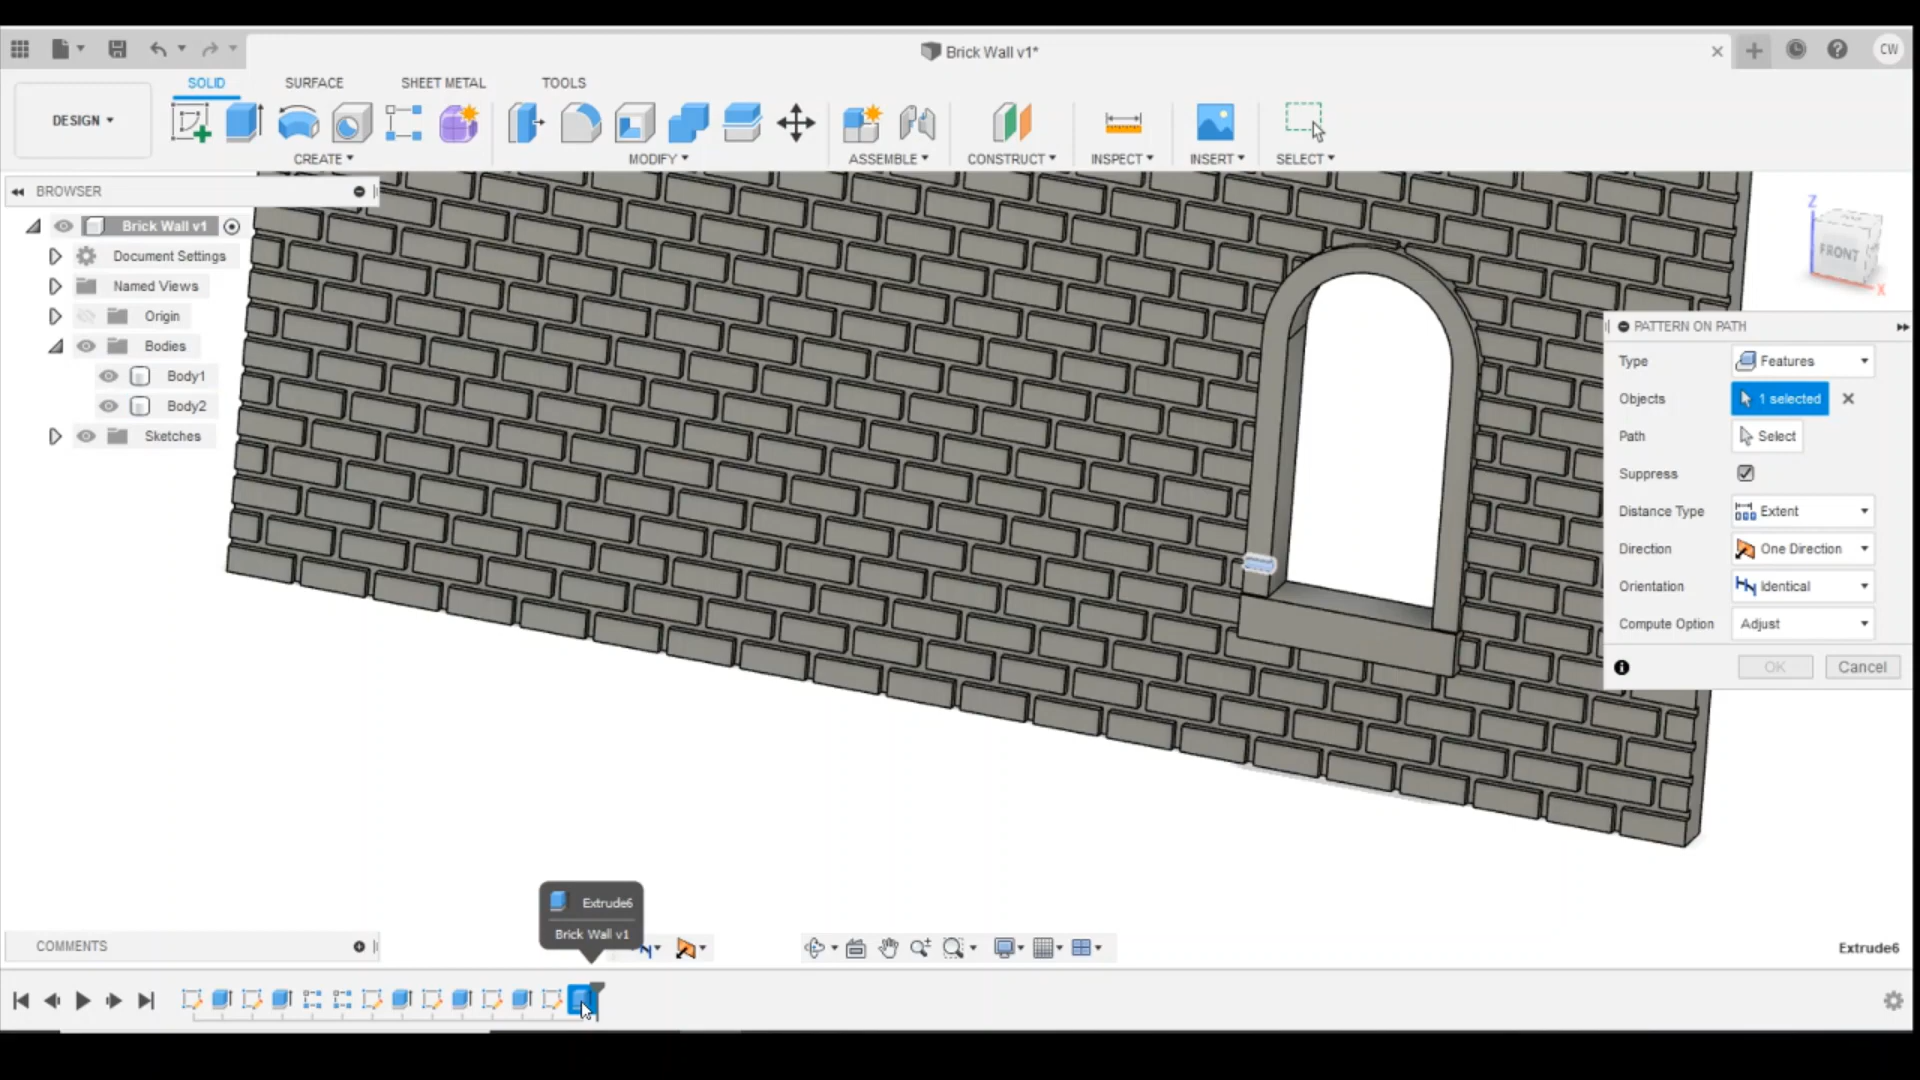 Brick Wall v1*
CW
SOLID
SURFACE
SHEET METAL
TOOLS
DESIGN
CREATE
MODIFY
ASSEMBLE
CONSTRUCT
INSPECT
INSERT
SELECT
BROWSER
Brick Wall v1
Document Settings
Named Views
Origin
Bodies
Body1
Body2
Sketches
Z
FRONT
X
PATTERN ON PATH
Type
Features
Objects
1 selected
Path
Select
Suppress
Distance Type
Extent
Direction
One Direction
Orientation
Identical
Compute Option
Adjust
OK
Cancel
Extrude6
Brick Wall v1
COMMENTS
Extrude6